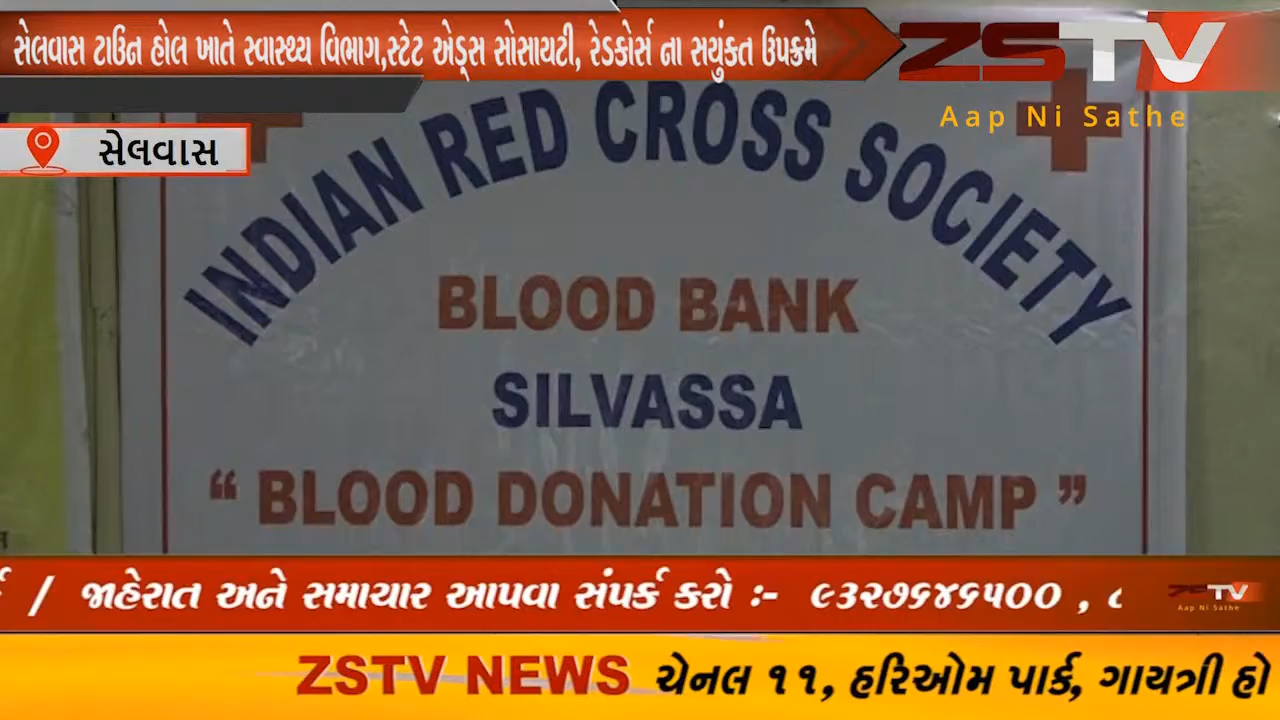 સેલવાસ ટાઉન હોલ ખાતે સ્વાસ્થ્ય વિભાગ,સ્ટેટ એડ્સ સોસાયટી, રેડકોર્સ ના સયુંકત ઉપક્રમે
ZSTV
Aap Ni Sathe
સેલવાસ
INDIAN RED CROSS SOCIETY
BLOOD BANK
SILVASSA
“ BLOOD DONATION CAMP ”
/ જાહેરાત અને સમાચાર આપવા સંપર્ક કરો :- ૯૩૨૭૬૪૬૫૦૦ ,
ZSTV
Aap Ni Sathe
ZSTV NEWS ચેનલ ૧૧, હરિઓમ પાર્ક, ગાયત્રી હો